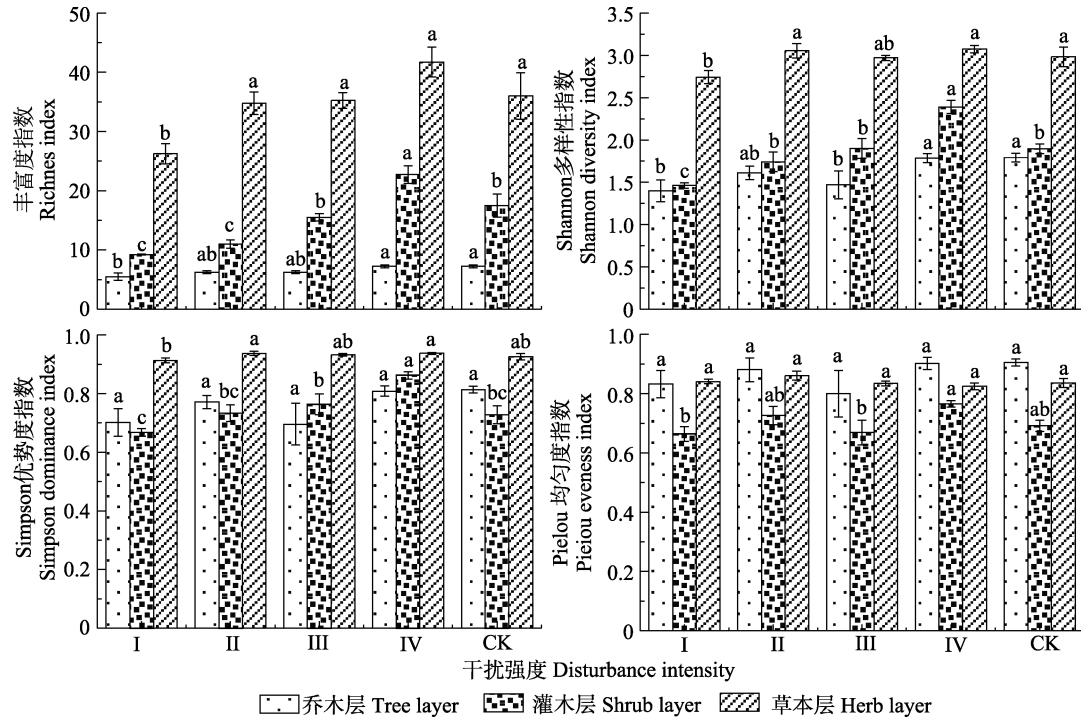 丰富度指数
Richnes index
50
40
30
20
10
0
b c b
ab c a
ab b a
a a a
a b a
Shannon多样性指数
Shannon diversity index
3.5
3.0
2.5
2.0
1.5
1.0
0.5
0.0
b c b
ab b a
b b ab
a a a
a b a
Simpson优势度指数
Simpson dominance index
1.0
0.8
0.6
0.4
0.2
0.0
a c b
a bc a
a b ab
a a a
a bc ab
I II III IV CK
Pielou 均匀度指数
Pieiou eveness index
1.0
0.8
0.6
0.4
0.2
0
a b a
a ab a
a b a
a a a
a ab a
I II III IV CK
干扰强度 Disturbance intensity
乔木层 Tree layer 灌木层 Shrub layer 草本层 Herb layer